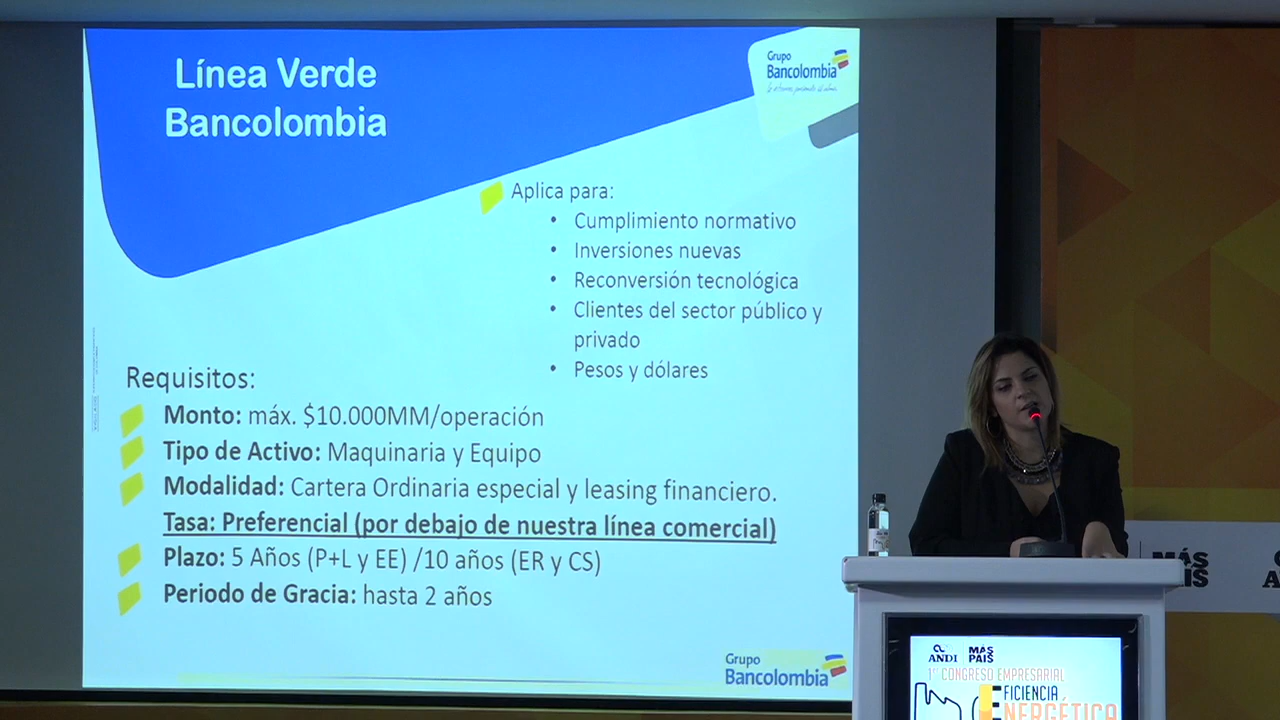 Línea Verde
Bancolombia
Grupo
Bancolombia
Aplica para:
• Cumplimiento normativo
• Inversiones nuevas
• Reconversión tecnológica
• Clientes del sector público y
privado
• Pesos y dólares
Requisitos:
Monto: máx. $10.000MM/operación
Tipo de Activo: Maquinaria y Equipo
Modalidad: Cartera Ordinaria especial y leasing financiero.
Tasa: Preferencial (por debajo de nuestra línea comercial)
Plazo: 5 Años (P+L y EE) /10 años (ER y CS)
Periodo de Gracia: hasta 2 años
Grupo
Bancolombia
MÁS
PAÍS
ANDI
MÁS
PAÍS
1er CONGRESO EMPRESARIAL
EFICIENCIA
ENERGÉTICA